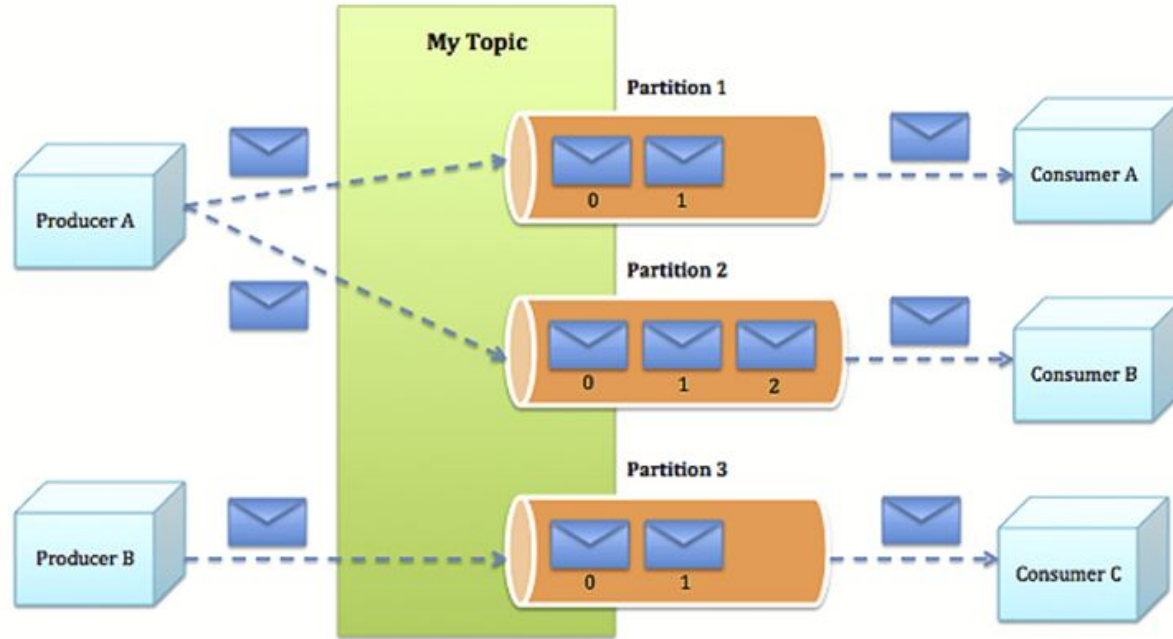 My Topic
Partition 1
Producer A
0 1
Consumer A
Partition 2
0 1 2
Consumer B
Partition 3
Producer B
0 1
Consumer C